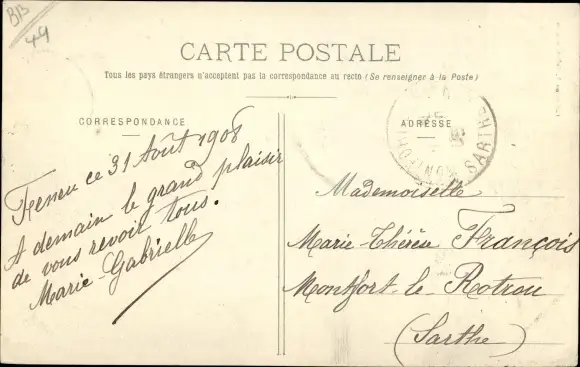 BB
49
CARTE POSTALE
Tous les pays étrangers n'acceptent pas la correspondance au recto (Se renseigner à la Poste)
CORRESPONDANCE
Feneu ce 31 Août 1908
A demain le grand plaisir
de vous revoir tous.
Marie-Gabrielle
ADRESSE
SARTHE
Mademoiselle
Marie-Thérèse François
Montfort-le-Rotrou
(Sarthe)